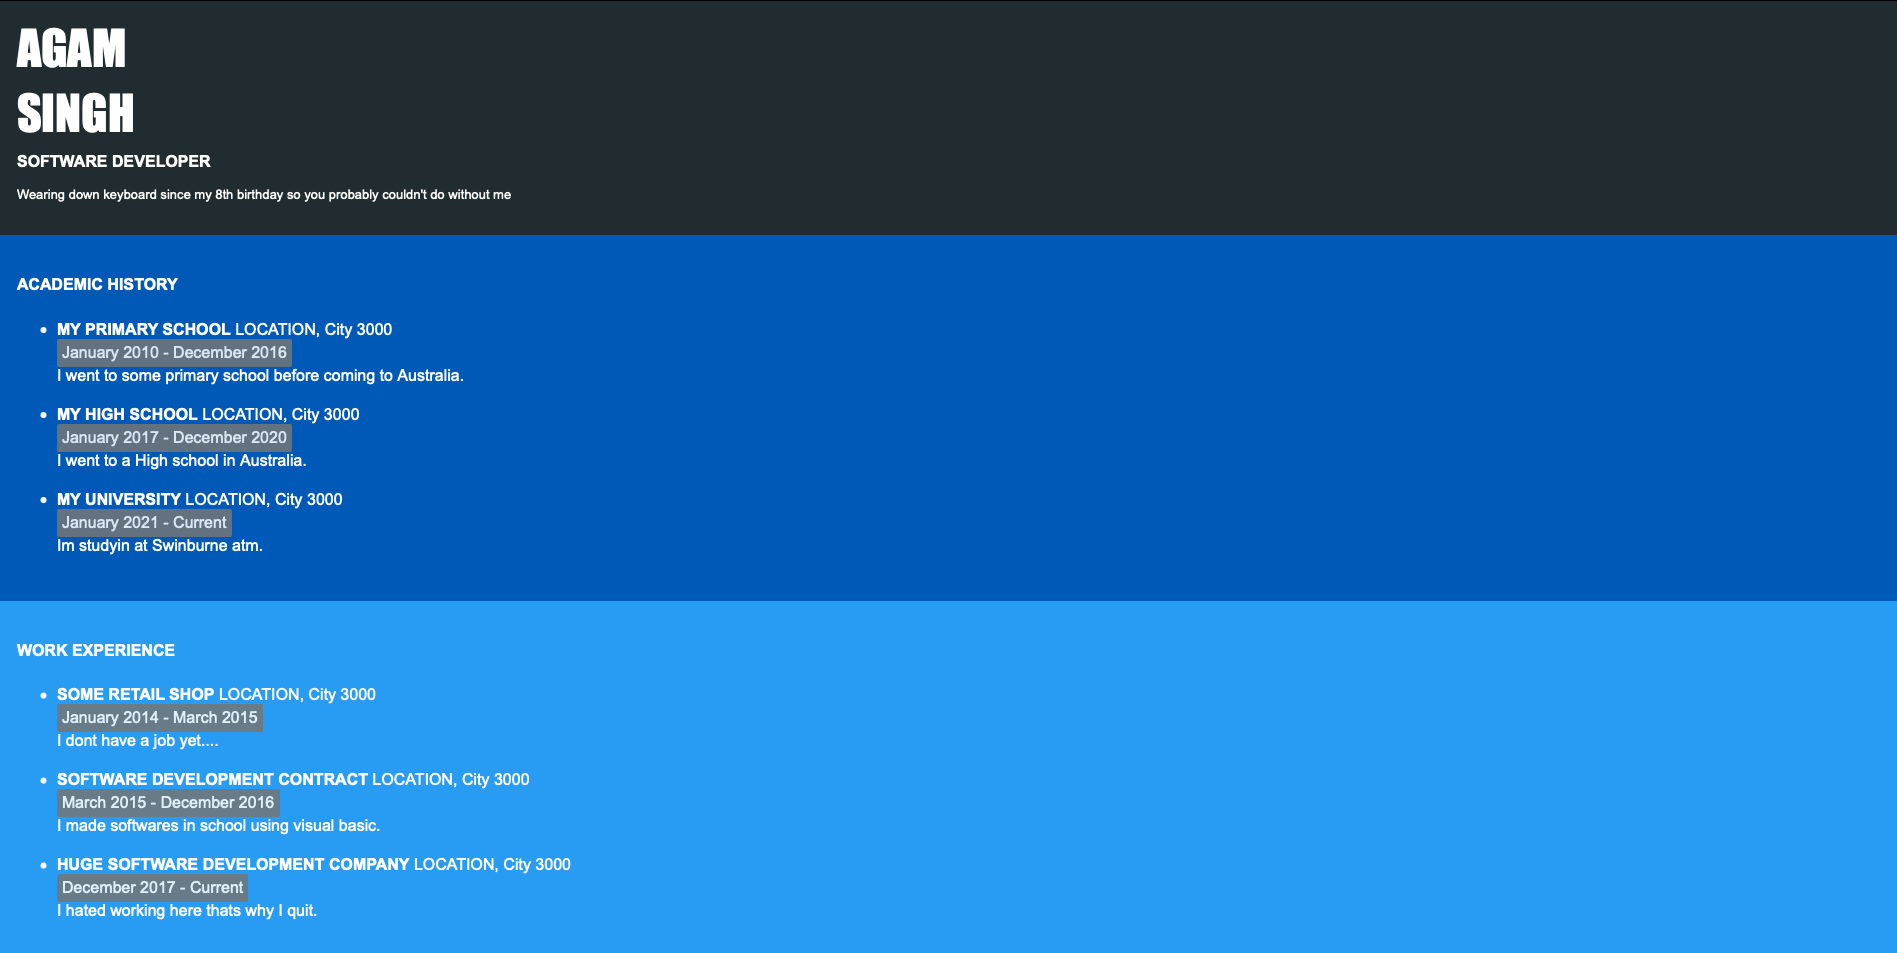 AGAM
SINGH
SOFTWARE DEVELOPER
Wearing down keyboard since my 8th birthday so you probably couldn't do without me
ACADEMIC HISTORY
MY PRIMARY SCHOOL LOCATION, City 3000
January 2010 - December 2016
I went to some primary school before coming to Australia.
MY HIGH SCHOOL LOCATION, City 3000
January 2017 - December 2020
I went to a High school in Australia.
MY UNIVERSITY LOCATION, City 3000
January 2021 - Current
Im studyin at Swinburne atm.
WORK EXPERIENCE
SOME RETAIL SHOP LOCATION, City 3000
January 2014 - March 2015
I dont have a job yet....
SOFTWARE DEVELOPMENT CONTRACT LOCATION, City 3000
March 2015 - December 2016
I made softwares in school using visual basic.
HUGE SOFTWARE DEVELOPMENT COMPANY LOCATION, City 3000
December 2017 - Current
I hated working here thats why I quit.